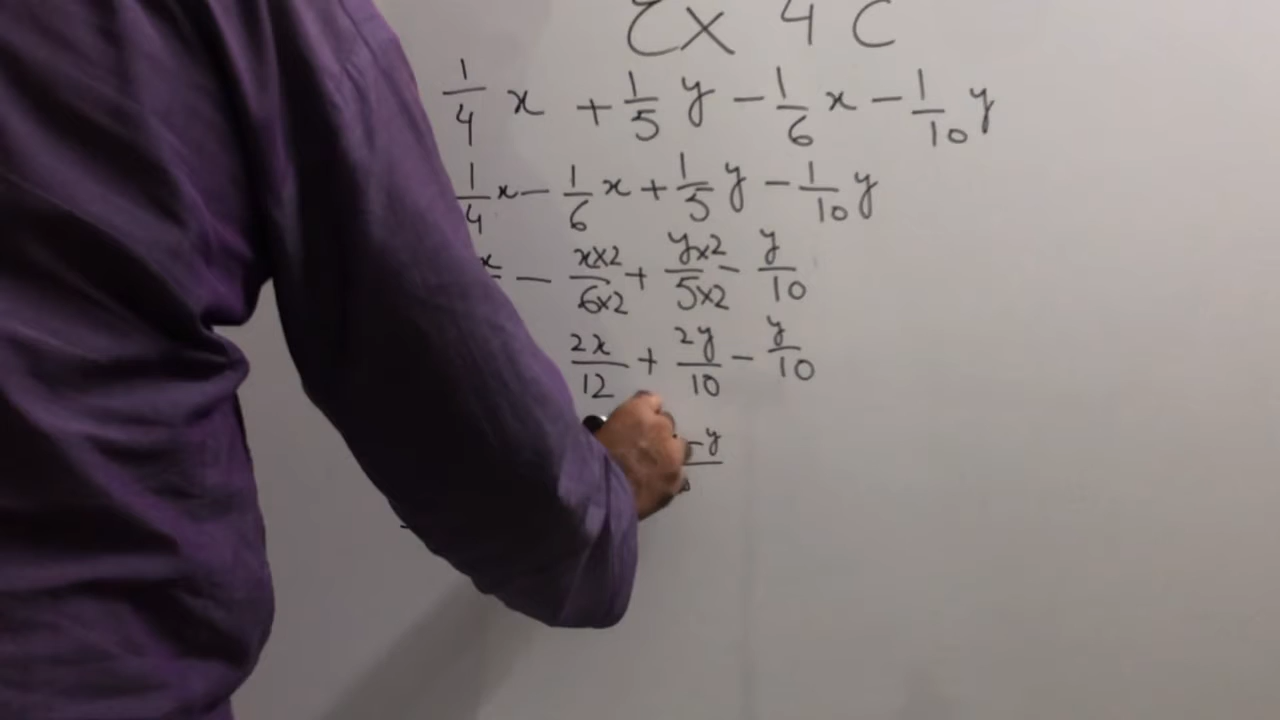 Ex 4 C
1/4 x + 1/5 y - 1/6 x - 1/10 y
1/4 x - 1/6 x + 1/5 y - 1/10 y
x - x×2/6×2 + y×2/5×2 - y/10
2x/12 + 2y/10 - y/10
-y